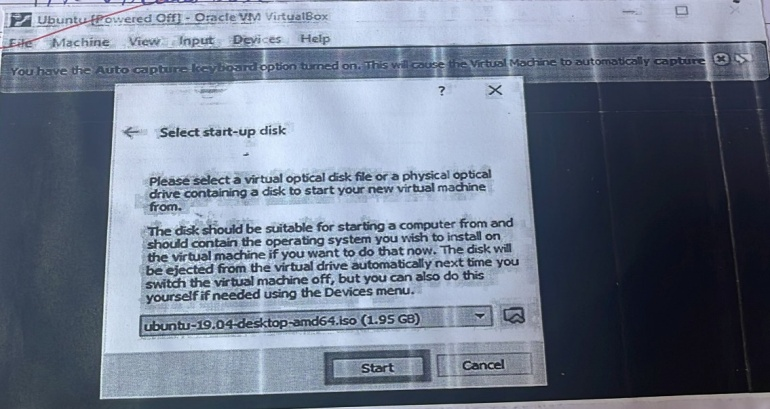 Ubuntu [Powered Off] - Oracle VM VirtualBox
File Machine View Input Devices Help
You have the Auto capture keyboard option turned on. This will cause the Virtual Machine to automatically capture
?
Select start-up disk
Please select a virtual optical disk file or a physical optical
drive containing a disk to start your new virtual machine
from.
The disk should be suitable for starting a computer from and
should contain the operating system you wish to install on
the virtual machine if you want to do that now. The disk will
be ejected from the virtual drive automatically next time you
switch the virtual machine off, but you can also do this
yourself if needed using the Devices menu.
ubuntu-19.04-desktop-amd64.iso (1.95 GB)
Start Cancel